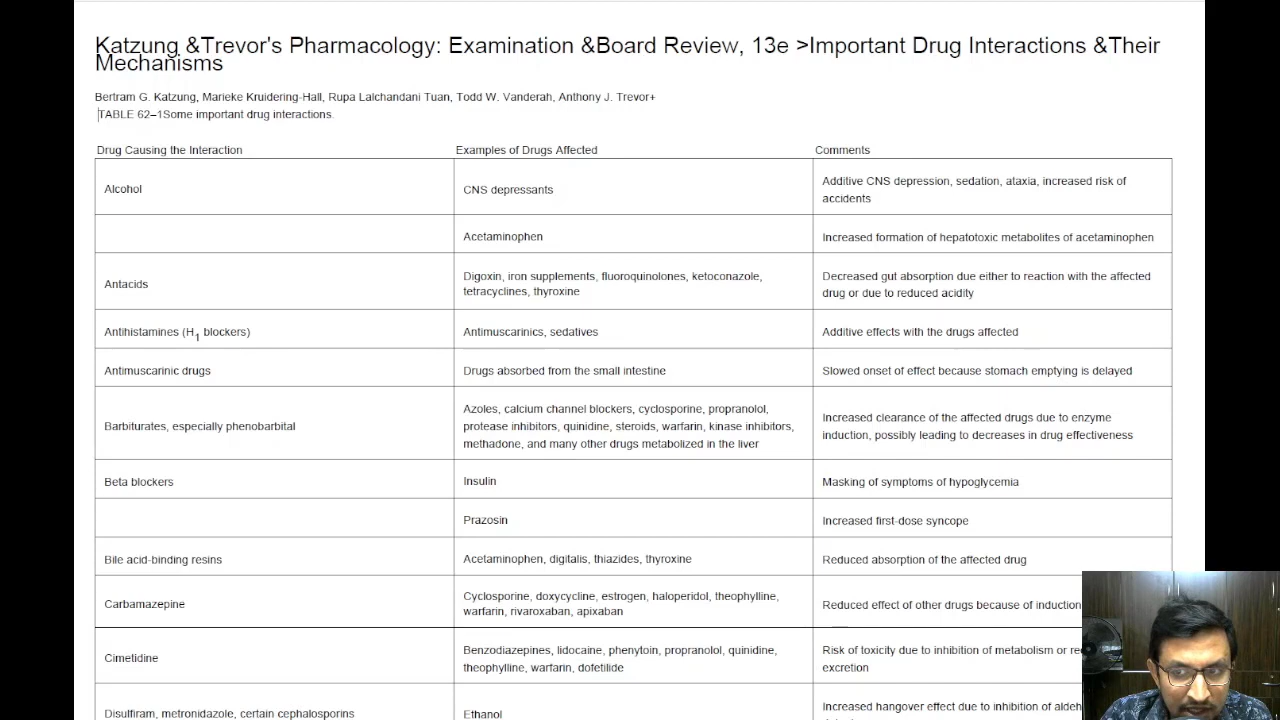 Katzung &Trevor's Pharmacology: Examination &Board Review, 13e >Important Drug Interactions &Their
Mechanisms
Bertram G. Katzung, Marieke Kruidering-Hall, Rupa Lalchandani Tuan, Todd W. Vanderah, Anthony J. Trevor+
TABLE 62–1Some important drug interactions.
Drug Causing the Interaction
Examples of Drugs Affected
Comments
Alcohol
CNS depressants
Additive CNS depression, sedation, ataxia, increased risk of
accidents
Acetaminophen
Increased formation of hepatotoxic metabolites of acetaminophen
Antacids
Digoxin, iron supplements, fluoroquinolones, ketoconazole,
tetracyclines, thyroxine
Decreased gut absorption due either to reaction with the affected
drug or due to reduced acidity
Antihistamines (H1 blockers)
Antimuscarinics, sedatives
Additive effects with the drugs affected
Antimuscarinic drugs
Drugs absorbed from the small intestine
Slowed onset of effect because stomach emptying is delayed
Barbiturates, especially phenobarbital
Azoles, calcium channel blockers, cyclosporine, propranolol,
protease inhibitors, quinidine, steroids, warfarin, kinase inhibitors,
methadone, and many other drugs metabolized in the liver
Increased clearance of the affected drugs due to enzyme
induction, possibly leading to decreases in drug effectiveness
Beta blockers
Insulin
Masking of symptoms of hypoglycemia
Prazosin
Increased first-dose syncope
Bile acid-binding resins
Acetaminophen, digitalis, thiazides, thyroxine
Reduced absorption of the affected drug
Carbamazepine
Cyclosporine, doxycycline, estrogen, haloperidol, theophylline,
warfarin, rivaroxaban, apixaban
Reduced effect of other drugs because of induction
Cimetidine
Benzodiazepines, lidocaine, phenytoin, propranolol, quinidine,
theophylline, warfarin, dofetilide
Risk of toxicity due to inhibition of metabolism or
excretion
Disulfiram, metronidazole, certain cephalosporins
Ethanol
Increased hangover effect due to inhibition of